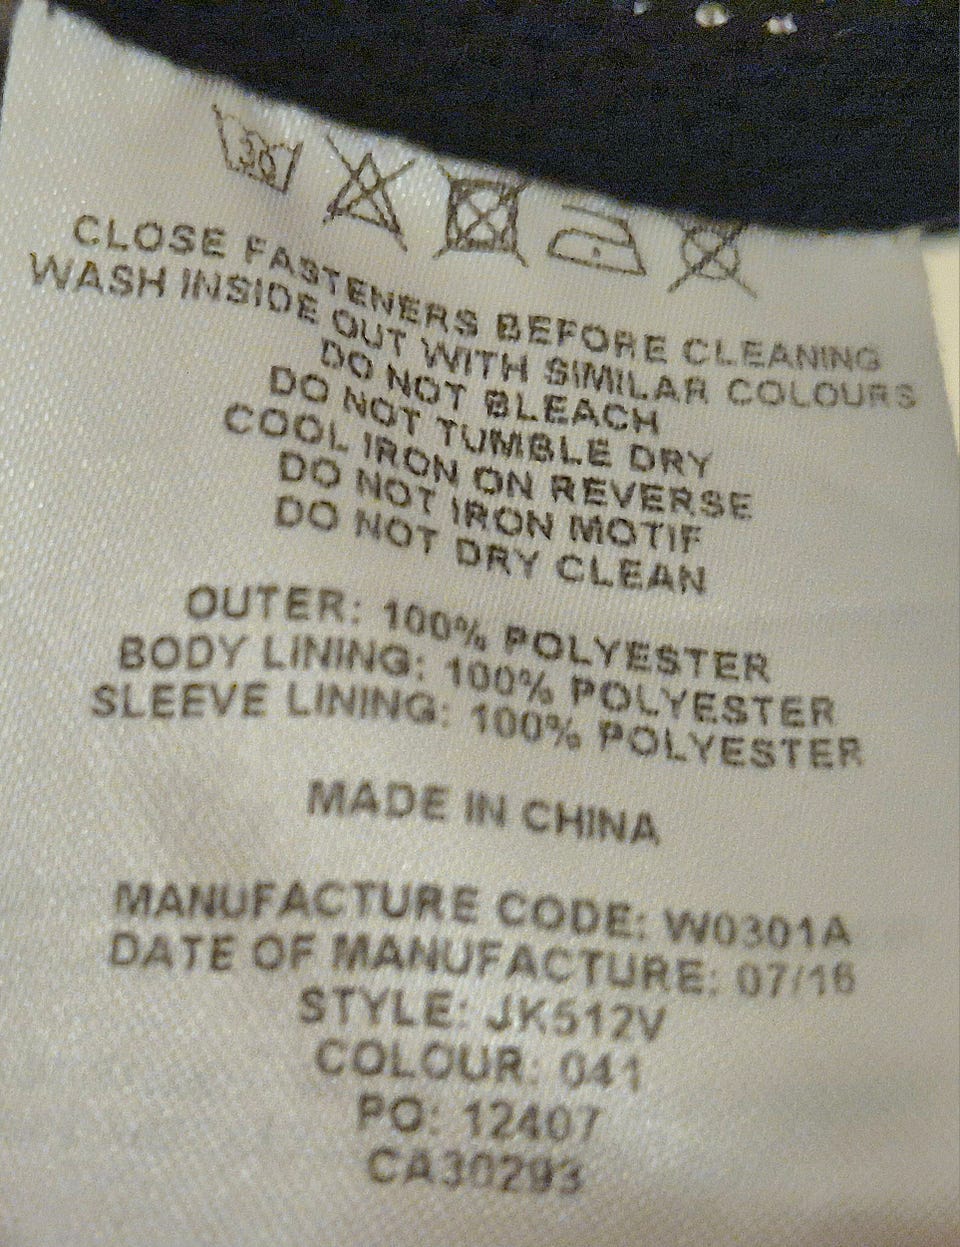 30
CLOSE FASTENERS BEFORE CLEANING
WASH INSIDE OUT WITH SIMILAR COLOURS
DO NOT BLEACH
DO NOT TUMBLE DRY
COOL IRON ON REVERSE
DO NOT IRON MOTIF
DO NOT DRY CLEAN
OUTER: 100% POLYESTER
BODY LINING: 100% POLYESTER
SLEEVE LINING: 100% POLYESTER
MADE IN CHINA
MANUFACTURE CODE: W0301A
DATE OF MANUFACTURE: 07/16
STYLE: JK512V
COLOUR: 041
PO: 12407
CA30293